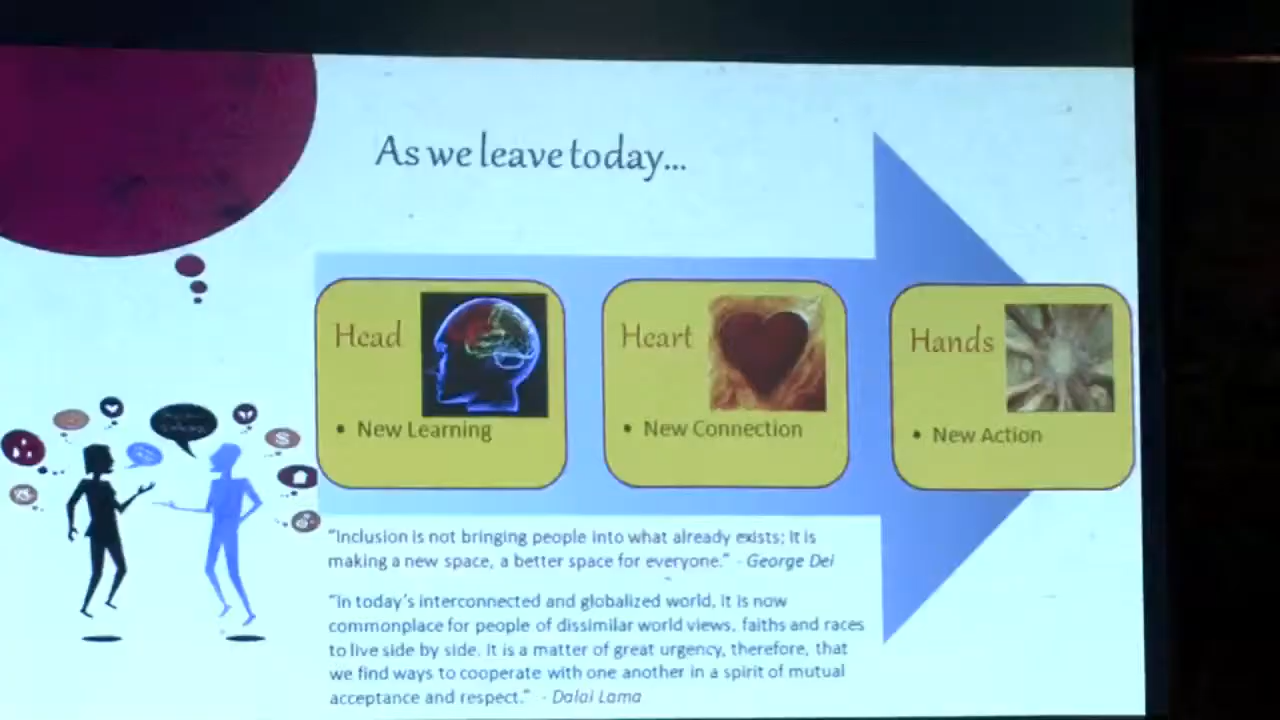 As we leave today...
Head
• New Learning
Heart
• New Connection
Hands
• New Action
"Inclusion is not bringing people into what already exists; it is
making a new space, a better space for everyone." - George Dei
"In today's interconnected and globalized world, it is now
commonplace for people of dissimilar world views, faiths and races
to live side by side. It is a matter of great urgency, therefore, that
we find ways to cooperate with one another in a spirit of mutual
acceptance and respect." - Dalai Lama